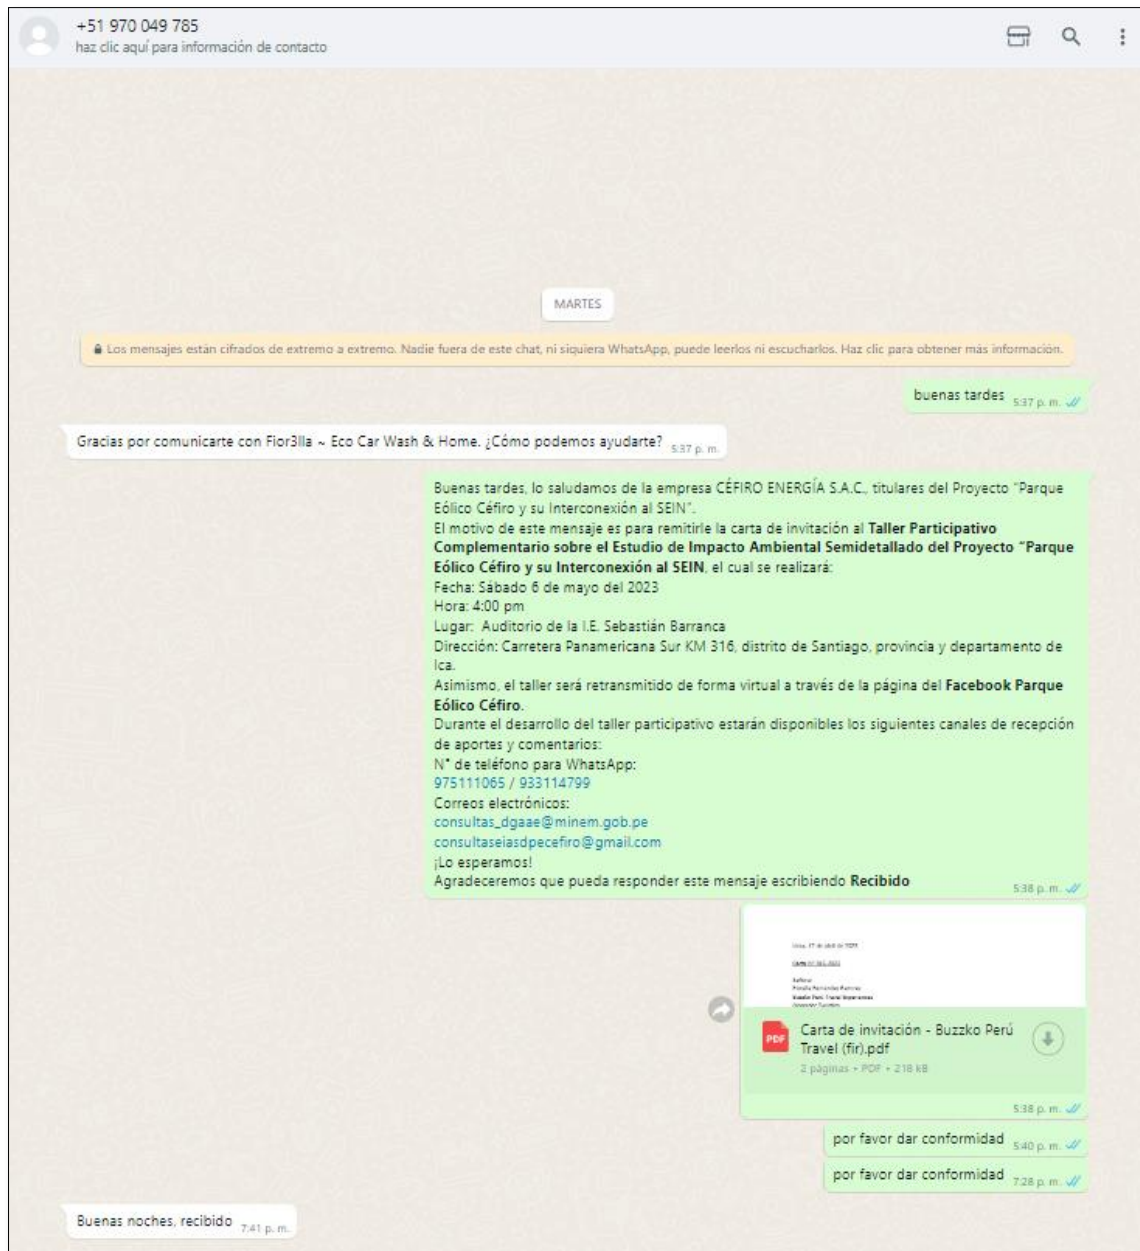 +51 970 049 785
haz clic aquí para información de contacto
MARTES
Los mensajes están cifrados de extremo a extremo. Nadie fuera de este chat, ni siquiera WhatsApp, puede leerlos ni escucharlos. Haz clic para obtener más información.
buenas tardes 5:37 p. m.
Gracias por comunicarte con Fior3lla ~ Eco Car Wash & Home. ¿Cómo podemos ayudarte? 5:37 p. m.
Buenas tardes, lo saludamos de la empresa CÉFIRO ENERGÍA S.A.C., titulares del Proyecto "Parque
Eólico Céfiro y su Interconexión al SEIN".
El motivo de este mensaje es para remitirle la carta de invitación al Taller Participativo
Complementario sobre el Estudio de Impacto Ambiental Semidetallado del Proyecto "Parque
Eólico Céfiro y su Interconexión al SEIN, el cual se realizará:
Fecha: Sábado 6 de mayo del 2023
Hora: 4:00 pm
Lugar: Auditorio de la I.E. Sebastián Barranca
Dirección: Carretera Panamericana Sur KM 316, distrito de Santiago, provincia y departamento de
Ica.
Asimismo, el taller será retransmitido de forma virtual a través de la página del Facebook Parque
Eólico Céfiro.
Durante el desarrollo del taller participativo estarán disponibles los siguientes canales de recepción
de aportes y comentarios:
N° de teléfono para WhatsApp:
975111065 / 933114799
Correos electrónicos:
consultas_dgaae@minem.gob.pe
consultaseiasdpecefiro@gmail.com
¡Lo esperamos!
Agradeceremos que pueda responder este mensaje escribiendo Recibido 5:38 p. m.
PDF
Carta de invitación - Buzzko Perú
Travel (fir).pdf
2 páginas • PDF • 218 kB
5:38 p. m.
por favor dar conformidad 5:40 p. m.
por favor dar conformidad 7:28 p. m.
Buenas noches, recibido 7:41 p. m.